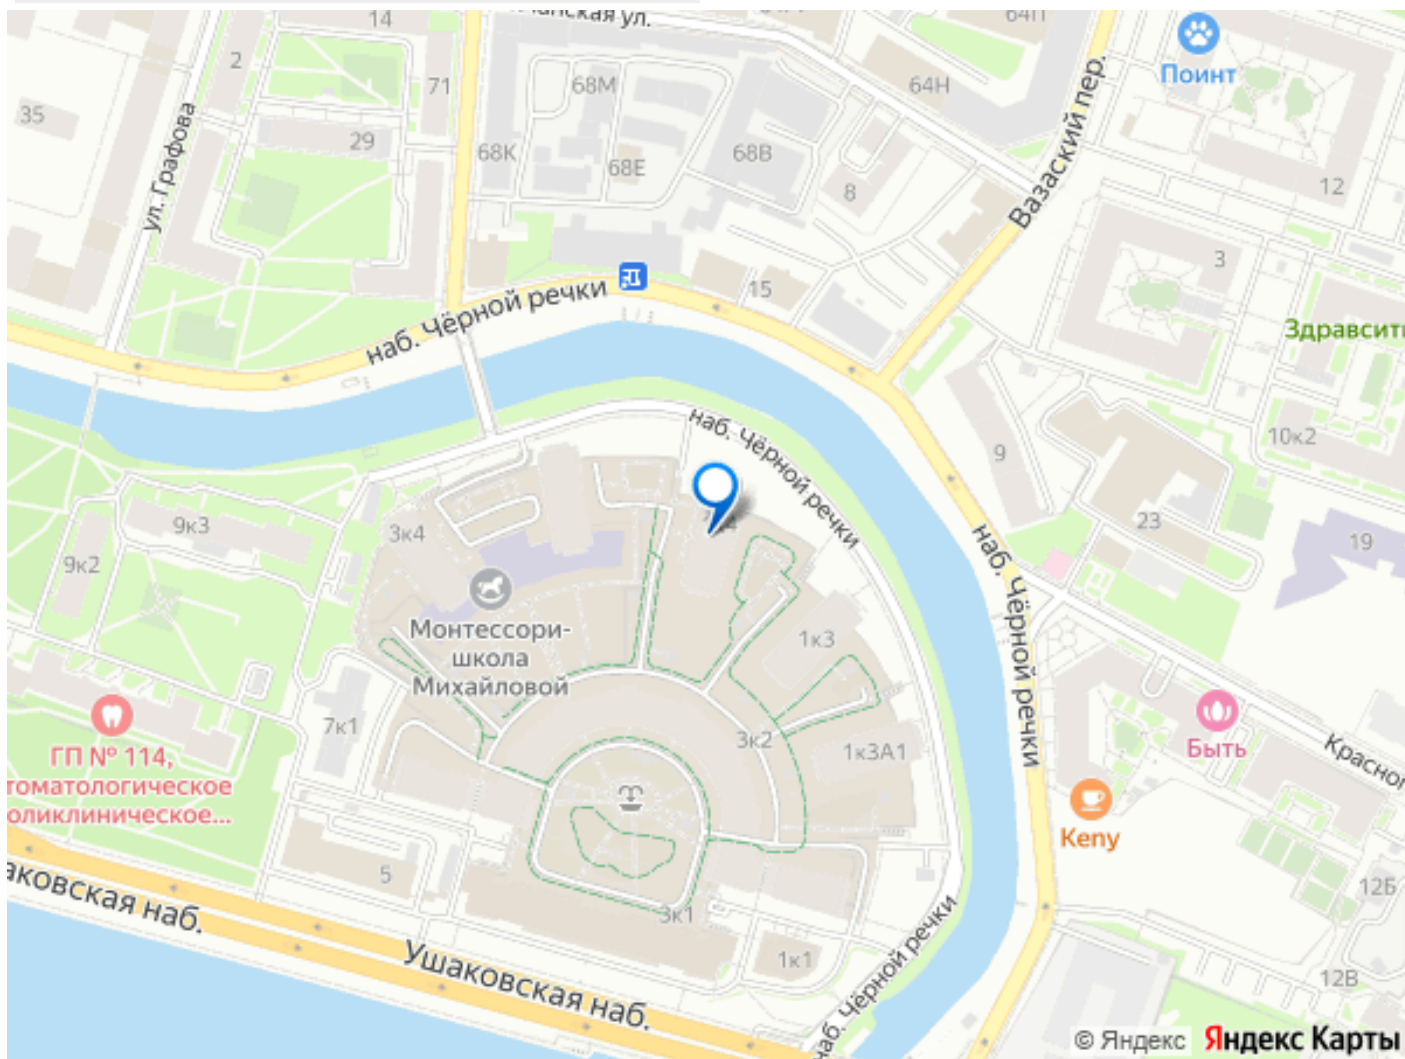 14
64Н
2
71
68М
64Н
Поинт
35
ул. Графова
29
68К
68Е
68В
8
Вазаский пер.
12
3
15
наб. Чёрной речки
Здравсити
наб. Чёрной речки
9
10к2
9к3
3к4
23
19
9к2
наб. Чёрной речки
Монтессори-
школа
Михайловой
1к3
7к1
3к2
1к3А1
Быть
ГП № 114,
томатологическое
оликлиническое...
Keny
5
12Б
аковская наб.
3к1
Ушаковская наб.
1к1
наб. Чёрной речки
12В
© Яндекс Яндекс Карты